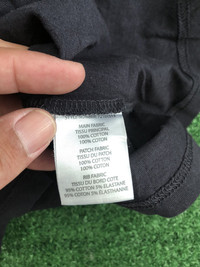 MAIN FABRIC
TISSU PRINCIPAL
100% COTTON
100% COTON
PATCH FABRIC
TISSU DU PATCH
100% COTTON
100% COTON
RIB FABRIC
TISSU DU BORD COTE
95% COTTON 5% ELASTANE
95% COTON 5% ELASTHANNE